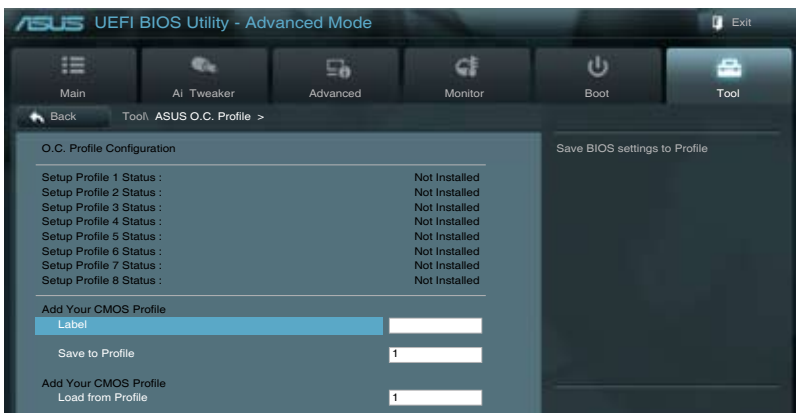 ASUS UEFI BIOS Utility - Advanced Mode
Exit
Main
Ai Tweaker
Advanced
Monitor
Boot
Tool
Back
Tool\ ASUS O.C. Profile >
O.C. Profile Configuration
Save BIOS settings to Profile
Setup Profile 1 Status : Not Installed
Setup Profile 2 Status : Not Installed
Setup Profile 3 Status : Not Installed
Setup Profile 4 Status : Not Installed
Setup Profile 5 Status : Not Installed
Setup Profile 6 Status : Not Installed
Setup Profile 7 Status : Not Installed
Setup Profile 8 Status : Not Installed
Add Your CMOS Profile
Label
Save to Profile 1
Add Your CMOS Profile
Load from Profile 1